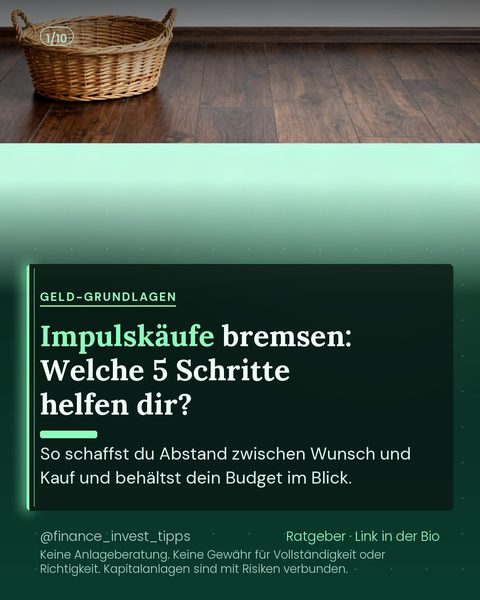 1/10
GELD-GRUNDLAGEN
Impulskäufe bremsen:
Welche 5 Schritte
helfen dir?
So schaffst du Abstand zwischen Wunsch und
Kauf und behältst dein Budget im Blick.
@finance_invest_tipps
Ratgeber · Link in der Bio
Keine Anlageberatung. Keine Gewähr für Vollständigkeit oder
Richtigkeit. Kapitalanlagen sind mit Risiken verbunden.